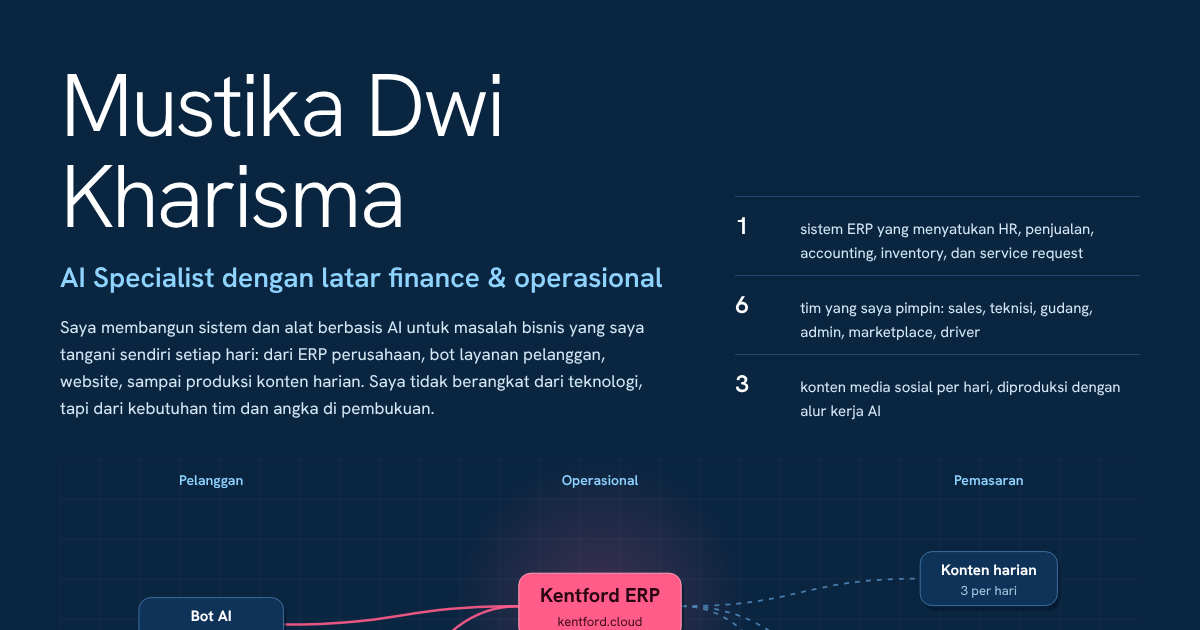 Mustika Dwi
Kharisma
AI Specialist dengan latar finance & operasional
Saya membangun sistem dan alat berbasis AI untuk masalah bisnis yang saya
tangani sendiri setiap hari: dari ERP perusahaan, bot layanan pelanggan,
website, sampai produksi konten harian. Saya tidak berangkat dari teknologi,
tapi dari kebutuhan tim dan angka di pembukuan.
1
sistem ERP yang menyatukan HR, penjualan,
accounting, inventory, dan service request
6
tim yang saya pimpin: sales, teknisi, gudang,
admin, marketplace, driver
3
konten media sosial per hari, diproduksi dengan
alur kerja AI
Pelanggan
Operasional
Pemasaran
Konten harian
3 per hari
Kentford ERP
kentford.cloud
Bot AI